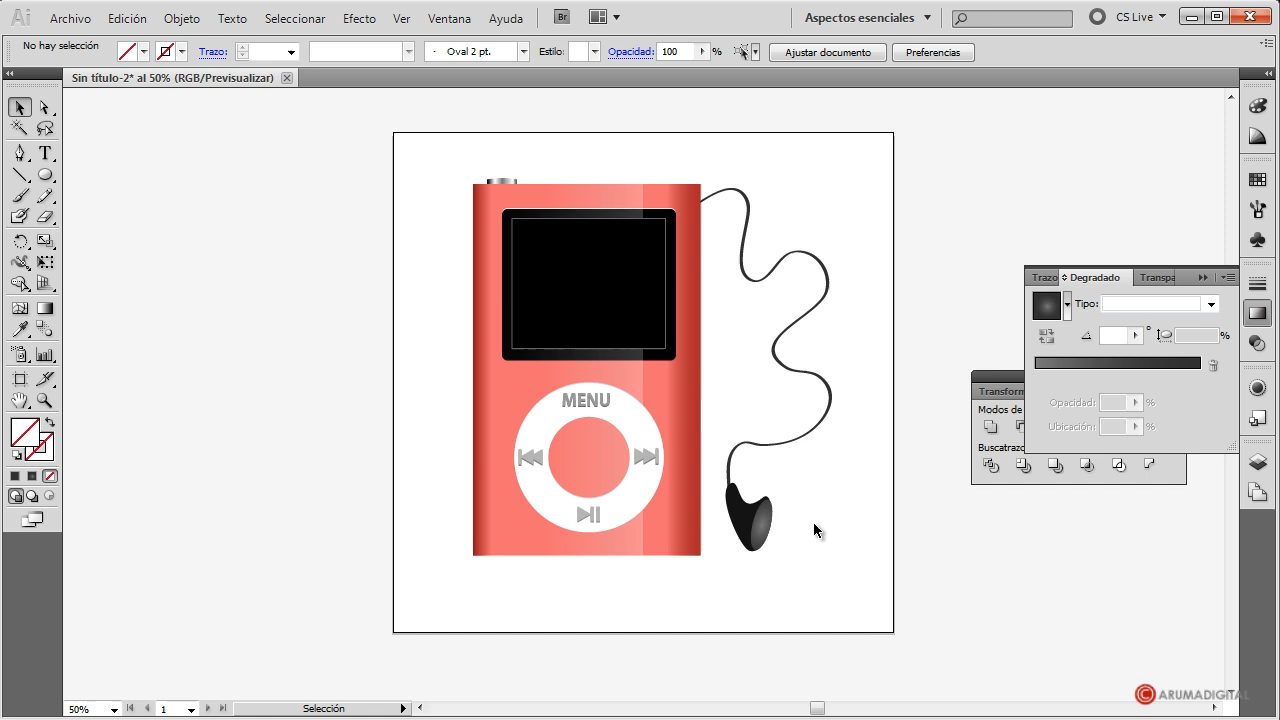 Ai Archivo Edición Objeto Texto Seleccionar Efecto Ver Ventana Ayuda Br Aspectos esenciales CS Live
No hay selección Trazo: Oval 2 pt. Estilo: Opacidad: 100 % Ajustar documento Preferencias
Sin título-2* al 50% (RGB/Previsualizar)
MENU
Trazo Degradado Transpa
Tipo:
° %
Opacidad: %
Ubicación: %
Transform
Modos de
Buscatrazo
50% 1 Selección
© ARUMADIGITAL